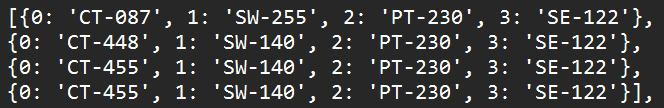 [{0: 'CT-087', 1: 'SW-255', 2: 'PT-230', 3: 'SE-122'},
{0: 'CT-448', 1: 'SW-140', 2: 'PT-230', 3: 'SE-122'},
{0: 'CT-455', 1: 'SW-140', 2: 'PT-230', 3: 'SE-122'},
{0: 'CT-455', 1: 'SW-140', 2: 'PT-230', 3: 'SE-122'}],